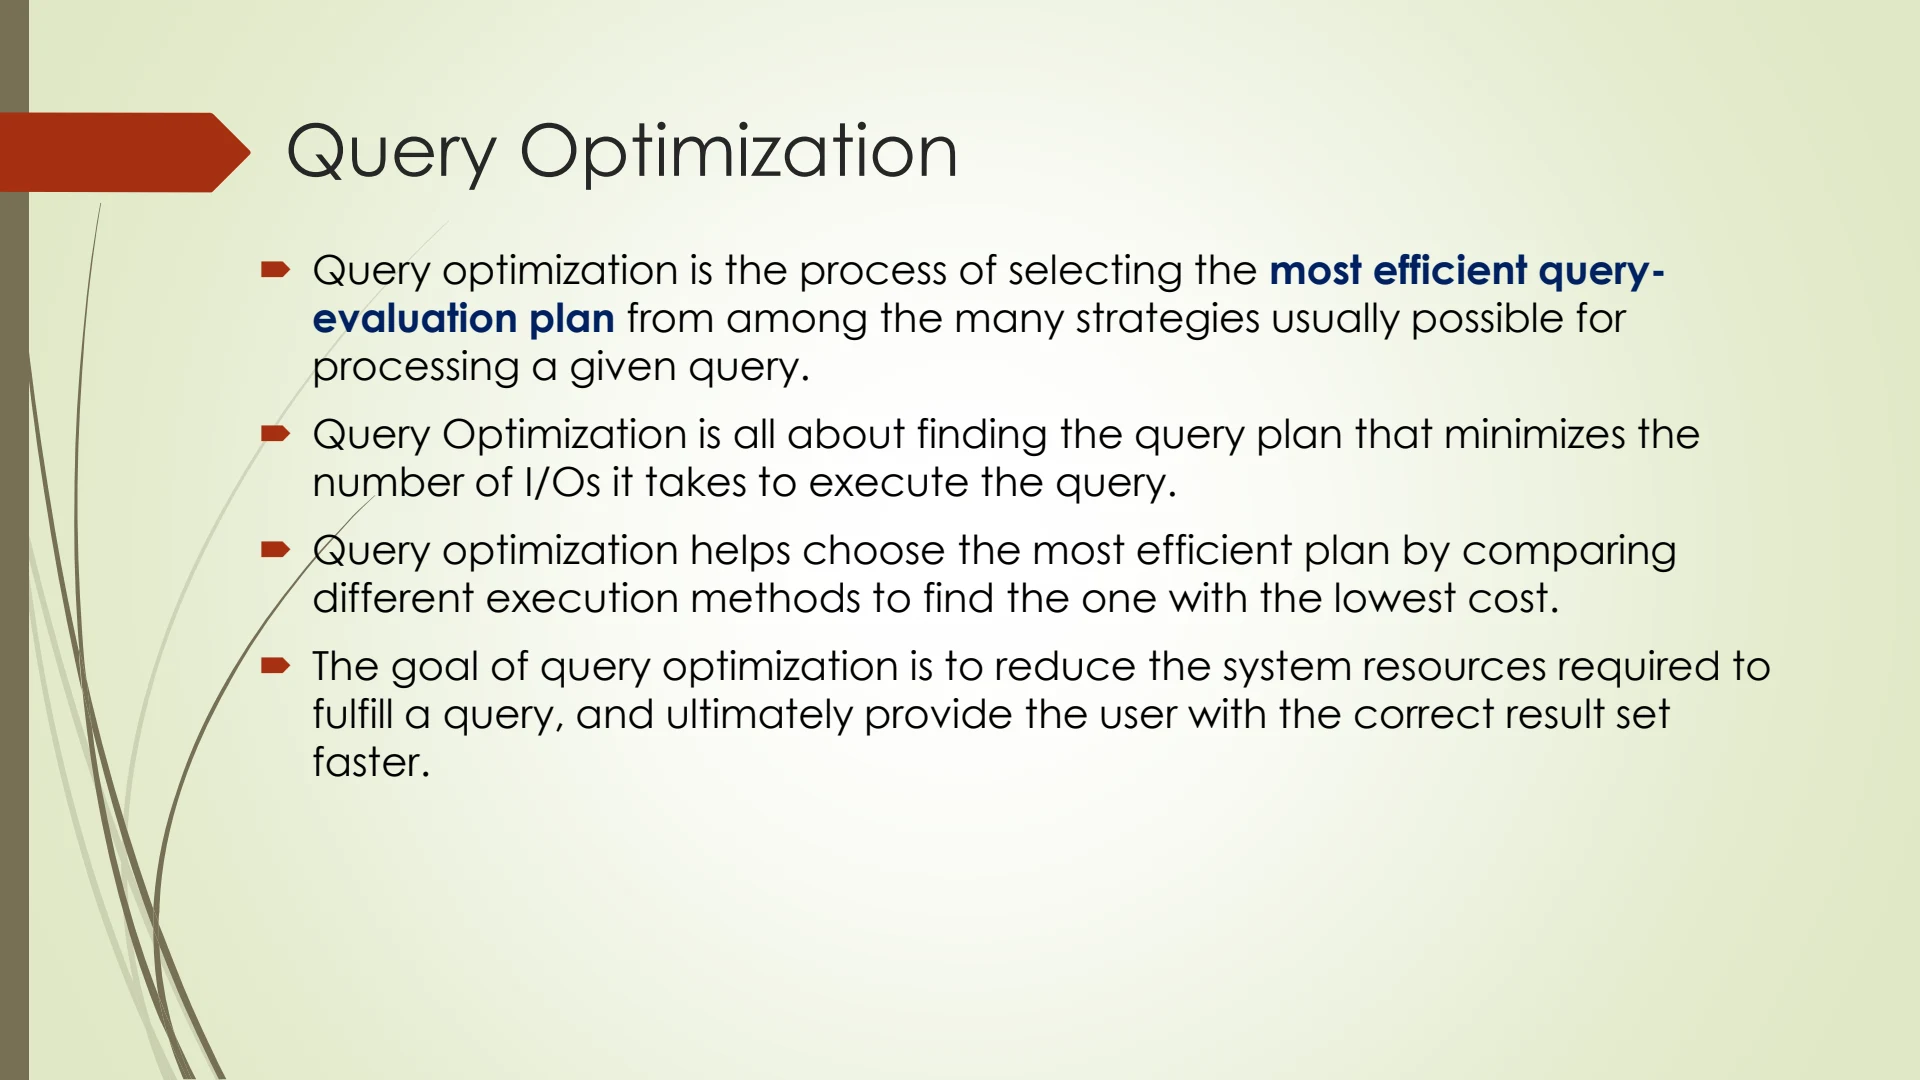 Query Optimization
Query optimization is the process of selecting the most efficient query-
evaluation plan from among the many strategies usually possible for
processing a given query.
Query Optimization is all about finding the query plan that minimizes the
number of I/Os it takes to execute the query.
Query optimization helps choose the most efficient plan by comparing
different execution methods to find the one with the lowest cost.
The goal of query optimization is to reduce the system resources required to
fulfill a query, and ultimately provide the user with the correct result set
faster.